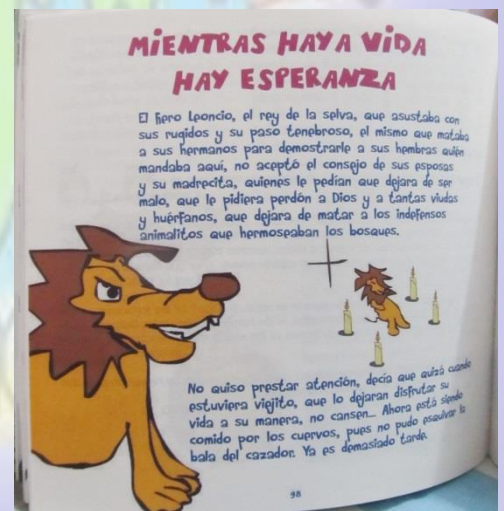 MIENTRAS HAYA VIDA
HAY ESPERANZA
El fiero Leoncio, el rey de la selva, que asustaba con
sus rugidos y su paso tenebroso, el mismo que mataba
a sus hermanos para demostrarle a sus hembras quién
mandaba aquí, no aceptó el consejo de sus esposas
y su madrecita, quienes le pedían que dejara de ser
malo, que le pidiera perdón a Dios y a tantas viudas
y huérfanos, que dejara de matar a los indefensos
animalitos que hermoseaban los bosques.
No quiso prestar atención, decía que quizá cuando
estuviera viejito, que lo dejaran disfrutar su
vida a su manera, no cansen... Ahora está siendo
comido por los cuervos, pues no pudo esquivar la
bala del cazador. Ya es demasiado tarde.
98